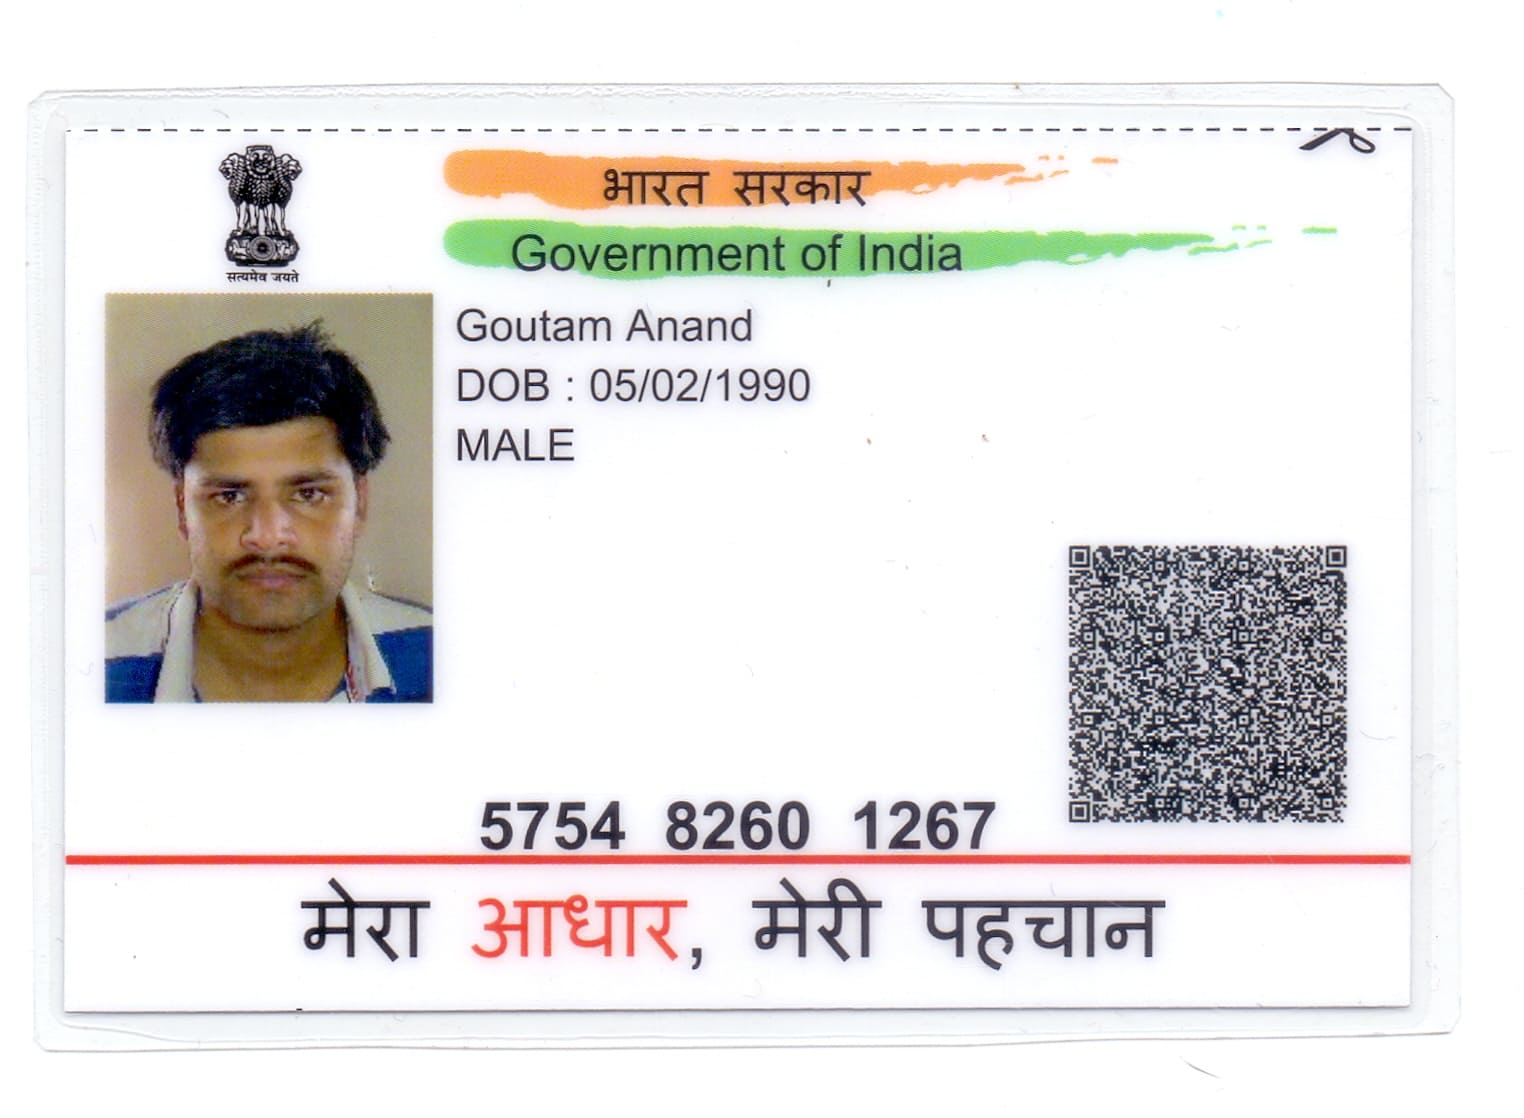 सत्यमेव जयते
भारत सरकार
Government of India
Goutam Anand
DOB : 05/02/1990
MALE
5754 8260 1267
मेरा आधार, मेरी पहचान